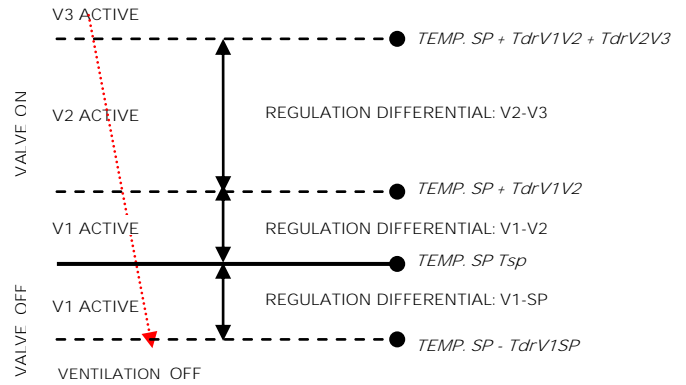 V3 ACTIVE
TEMP. SP + TdrV1V2 + TdrV2V3
VALVE ON
V2 ACTIVE
REGULATION DIFFERENTIAL: V2-V3
TEMP. SP + TdrV1V2
V1 ACTIVE
REGULATION DIFFERENTIAL: V1-V2
TEMP. SP Tsp
VALVE OFF
V1 ACTIVE
REGULATION DIFFERENTIAL: V1-SP
TEMP. SP - TdrV1SP
VENTILATION OFF